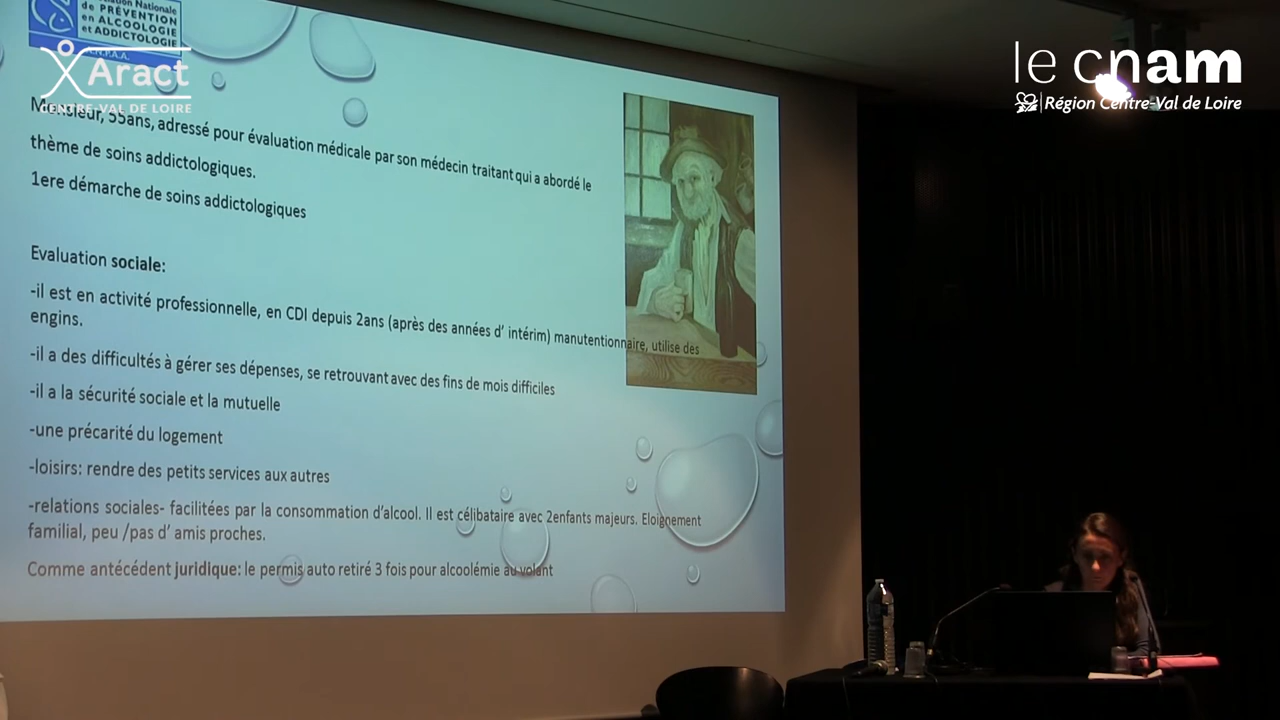 Nationale
de PRÉVENTION
en ALCOOLOGIE
et ADDICTOLOGIE
Aract
CENTRE-VAL DE LOIRE
le cnam
Région Centre-Val de Loire
Monsieur, 55ans, adressé pour évaluation médicale par son médecin traitant qui a abordé le
thème de soins addictologiques.
1ere démarche de soins addictologiques
Evaluation sociale:
-il est en activité professionnelle, en CDI depuis 2ans (après des années d' intérim) manutentionnaire, utilise des
engins.
-il a des difficultés à gérer ses dépenses, se retrouvant avec des fins de mois difficiles
-il a la sécurité sociale et la mutuelle
-une précarité du logement
-loisirs: rendre des petits services aux autres
-relations sociales- facilitées par la consommation d'alcool. Il est célibataire avec 2enfants majeurs. Eloignement
familial, peu /pas d' amis proches.
Comme antécédent juridique: le permis auto retiré 3 fois pour alcoolémie au volant